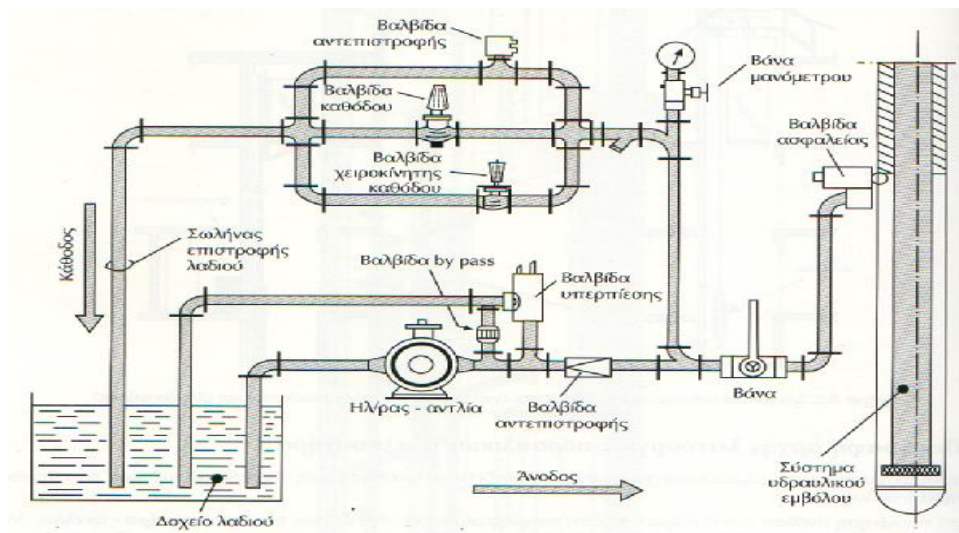 Βαλβίδα
αντεπιστροφής
Βαλβίδα
καθόδου
Βάνα
μανόμετρου
Βαλβίδα
ασφαλείας
Βαλβίδα
χειροκίνητης
καθόδου
Κάθοδος
Σωλήνας
επιστροφής
λαδιού
Βαλβίδα by pass
Βαλβίδα
υπερπίεσης
Ηλ/ρας - αντλία
Βαλβίδα
αντεπιστροφής
Βάνα
Άνοδος
Σύστημα
υδραυλικού
εμβόλου
Δοχείο λαδιού